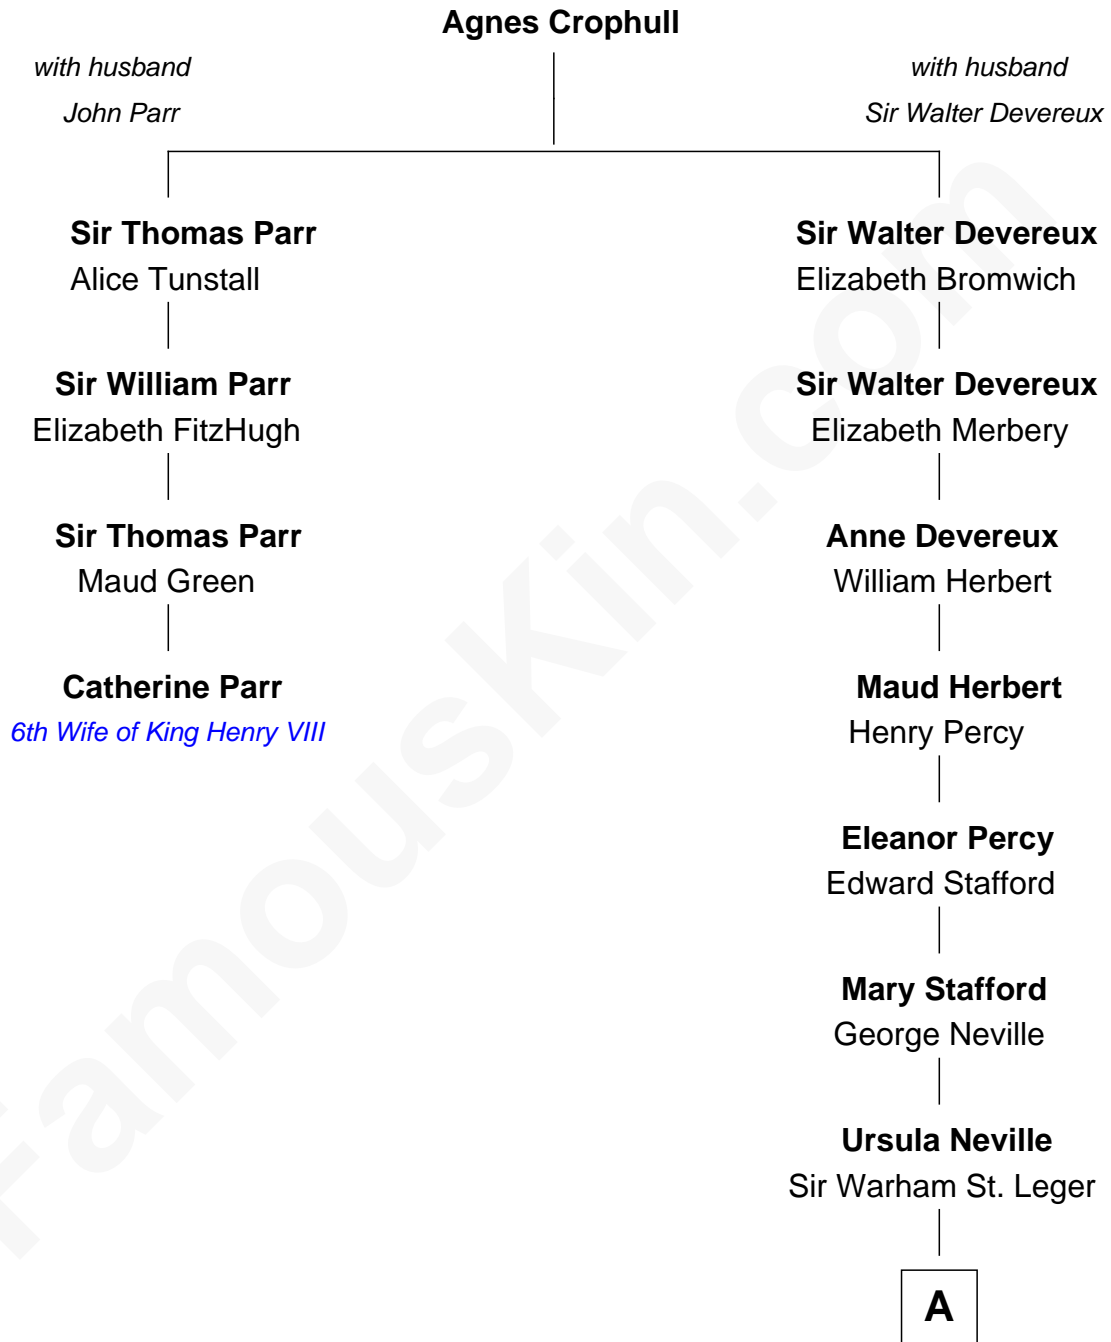 Agnes Crophull
with husband
John Parr
with husband
Sir Walter Devereux
Sir Thomas Parr
Alice Tunstall
Sir William Parr
Elizabeth FitzHugh
Sir Thomas Parr
Maud Green
Catherine Parr
6th Wife of King Henry VIII
Sir Walter Devereux
Elizabeth Bromwich
Sir Walter Devereux
Elizabeth Merbery
Anne Devereux
William Herbert
Maud Herbert
Henry Percy
Eleanor Percy
Edward Stafford
Mary Stafford
George Neville
Ursula Neville
Sir Warham St. Leger
A
FamousKin.com